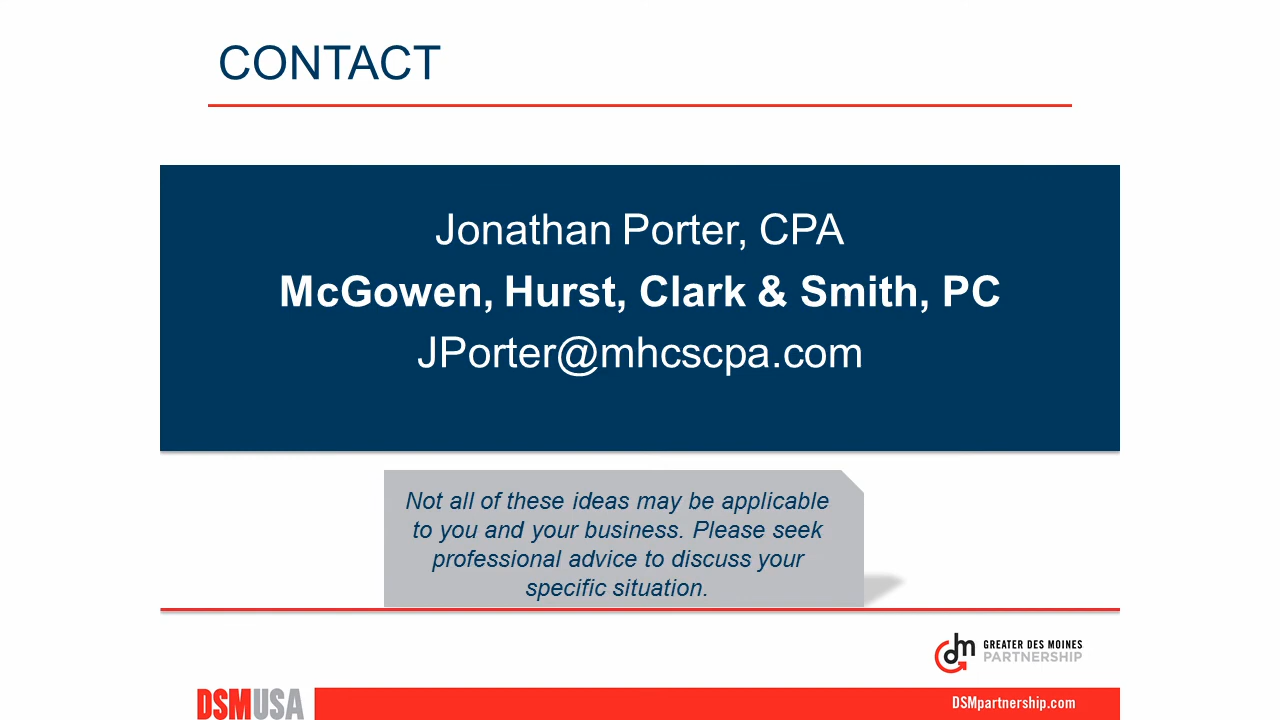 CONTACT
Jonathan Porter, CPA
McGowen, Hurst, Clark & Smith, PC
JPorter@mhcscpa.com
Not all of these ideas may be applicable
to you and your business. Please seek
professional advice to discuss your
specific situation.
dm
GREATER DES MOINES
PARTNERSHIP
DSMUSA
DSMpartnership.com